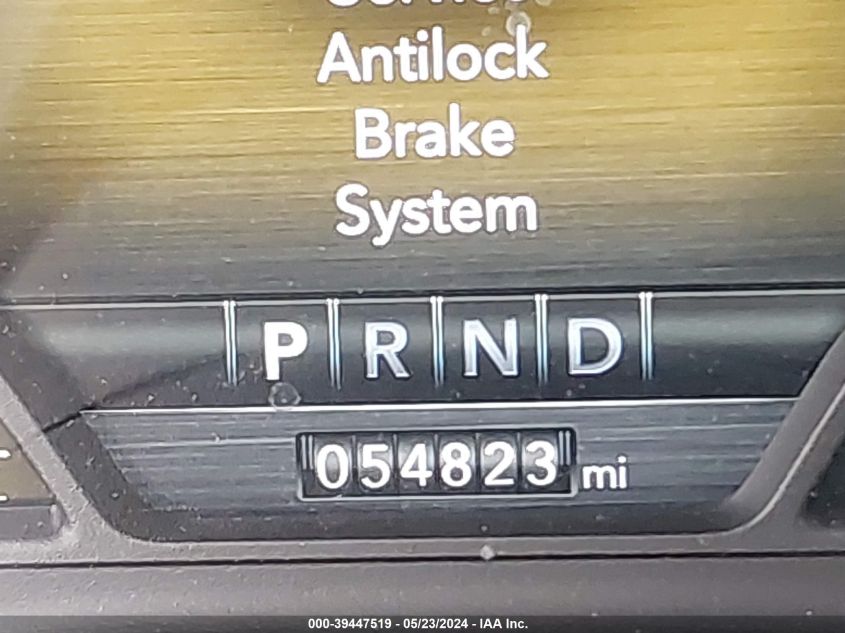 Antilock
Brake
System
P R N D
054823 mi
000-39447519 - 05/23/2024 - IAA Inc.